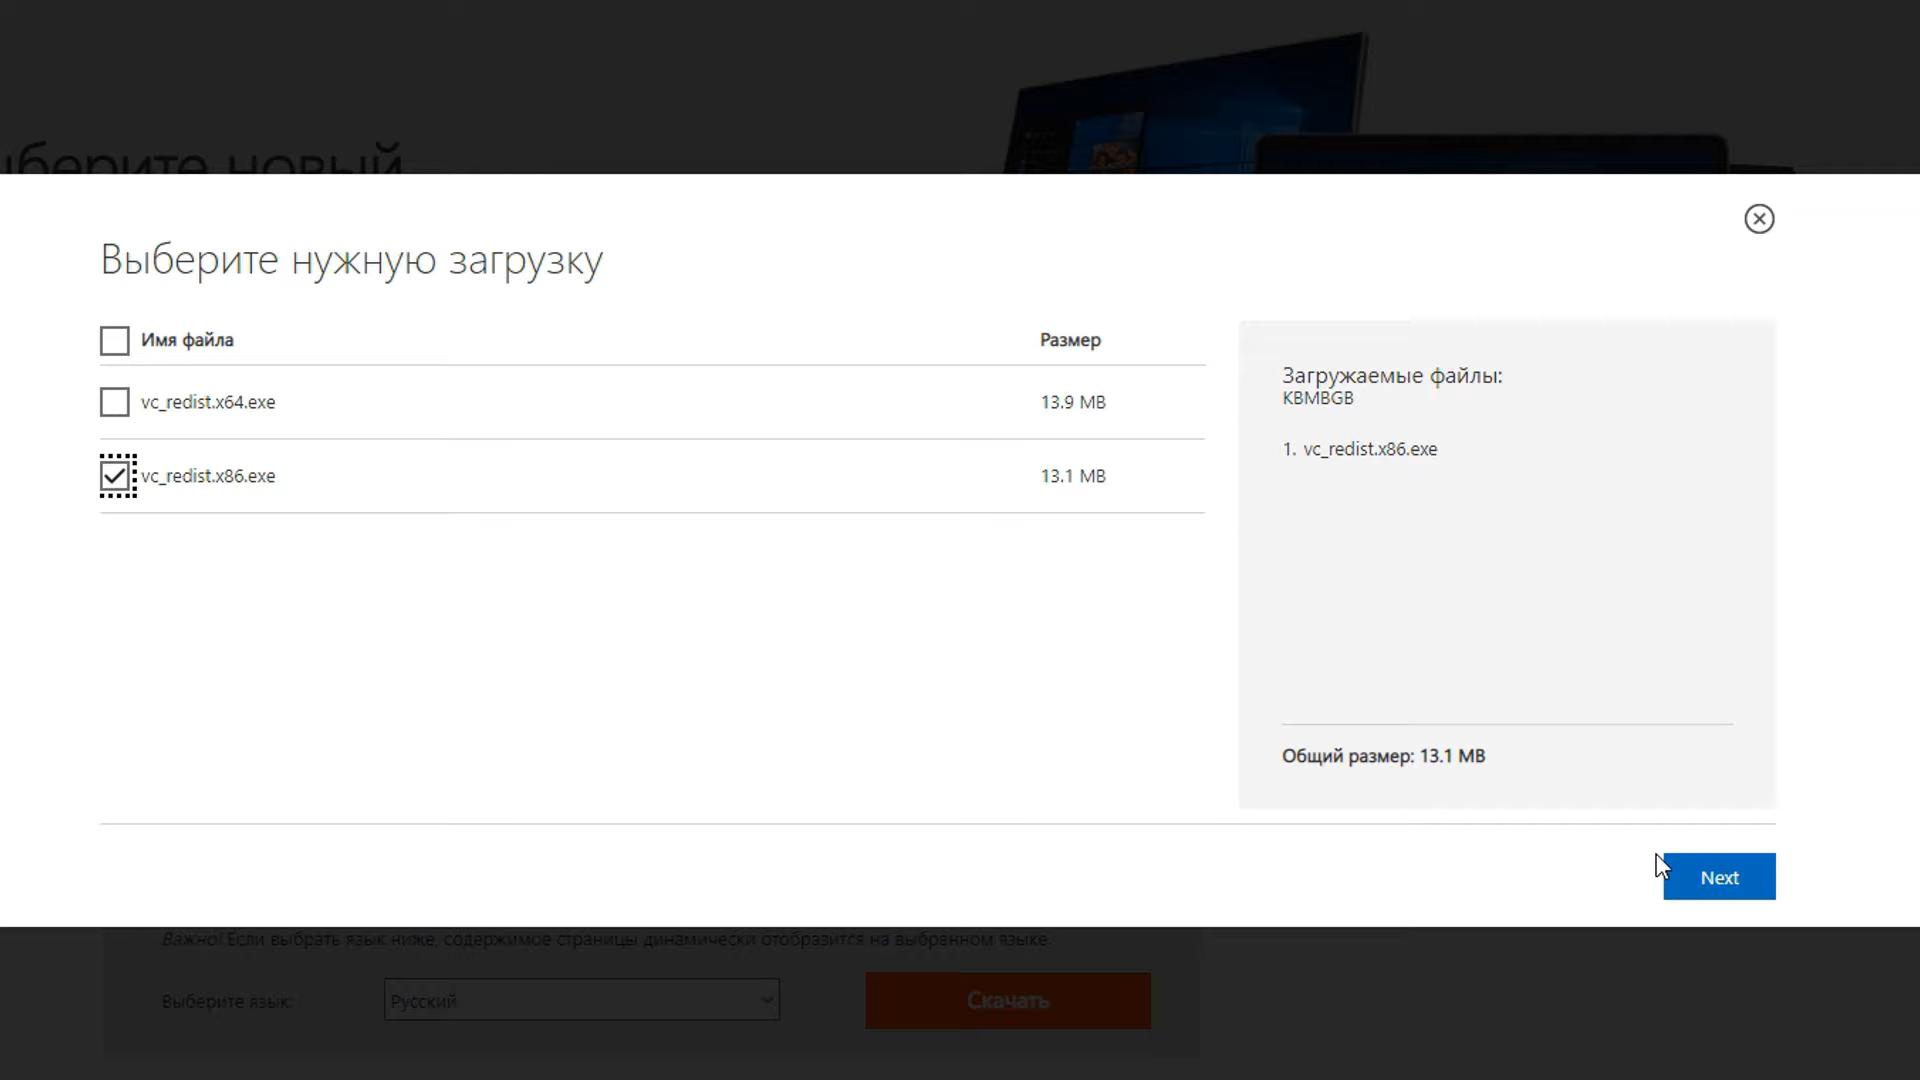 Выберите нужную загрузку
Имя файла Размер
vc_redist.x64.exe 13.9 MB
vc_redist.x86.exe 13.1 MB
Загружаемые файлы:
KBMBGB
1. vc_redist.x86.exe
Общий размер: 13.1 MB
Next
Важно! Если выбрать язык ниже, содержимое страницы динамически отобразится на выбранном языке.
Выберите язык: Русский Скачать